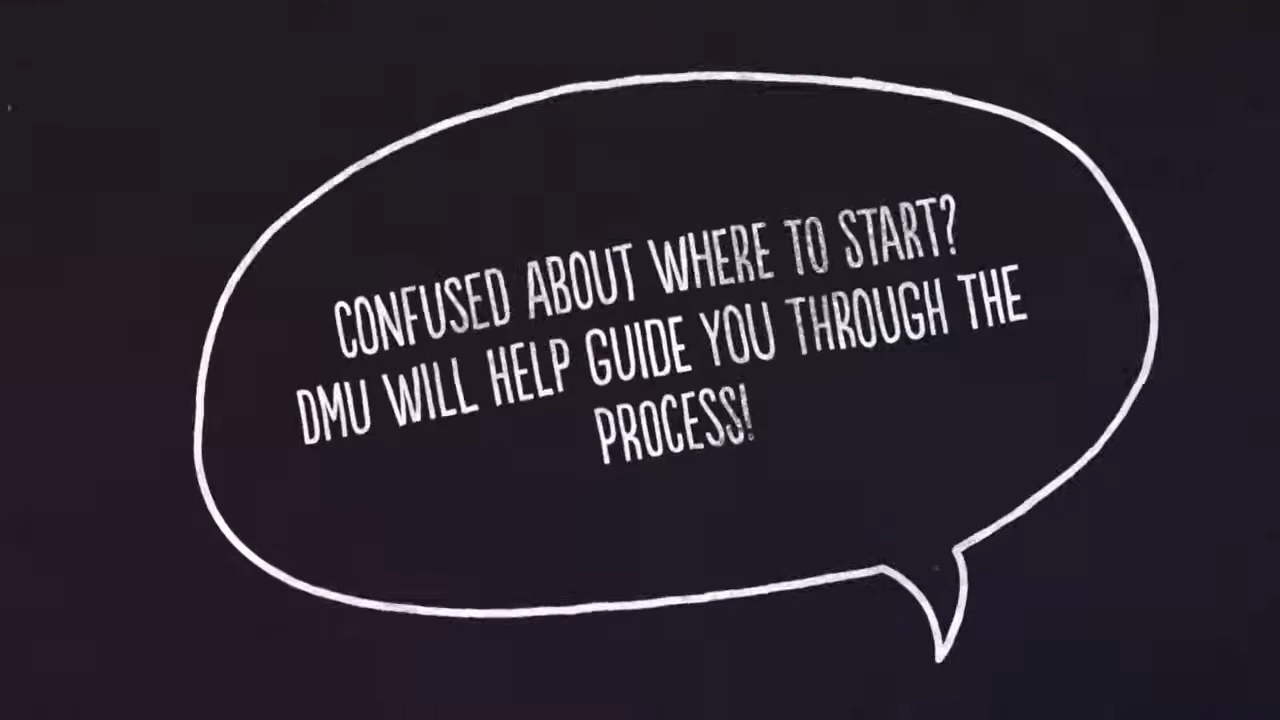 CONFUSED ABOUT WHERE TO START?
DMU WILL HELP GUIDE YOU THROUGH THE
PROCESS!